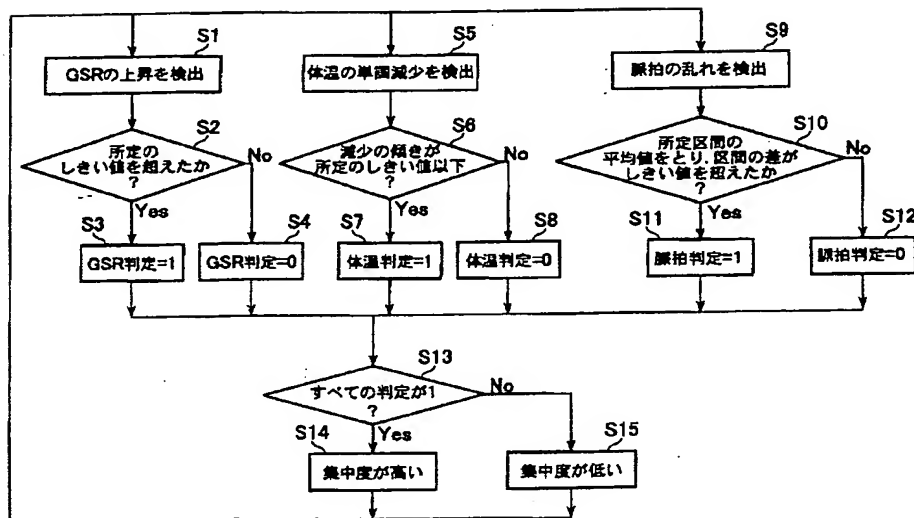 S1
GSRの上昇を検出
S2
所定の
しきい値を超えたか
?
No
Yes
S3
GSR判定=1
S4
GSR判定=0
S5
体温の単調減少を検出
S6
減少の傾きが
所定のしきい値以下
?
No
Yes
S7
体温判定=1
S8
体温判定=0
S9
脈拍の乱れを検出
S10
所定区間の
平均値をとり、区間の差が
しきい値を超えたか
?
No
Yes
S11
脈拍判定=1
S12
脈拍判定=0
S13
すべての判定が1
?
No
Yes
S14
集中度が高い
S15
集中度が低い